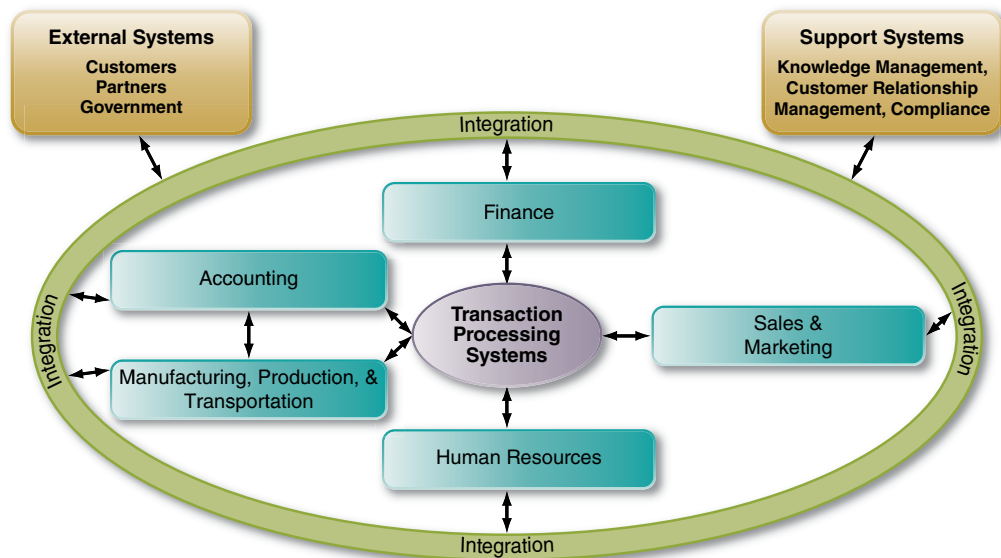 External Systems
Customers
Partners
Government
Support Systems
Knowledge Management,
Customer Relationship
Management, Compliance
Integration
Finance
Accounting
Transaction
Processing
Systems
Sales &
Marketing
Integration
Integration
Manufacturing, Production, &
Transportation
Human Resources
Integration